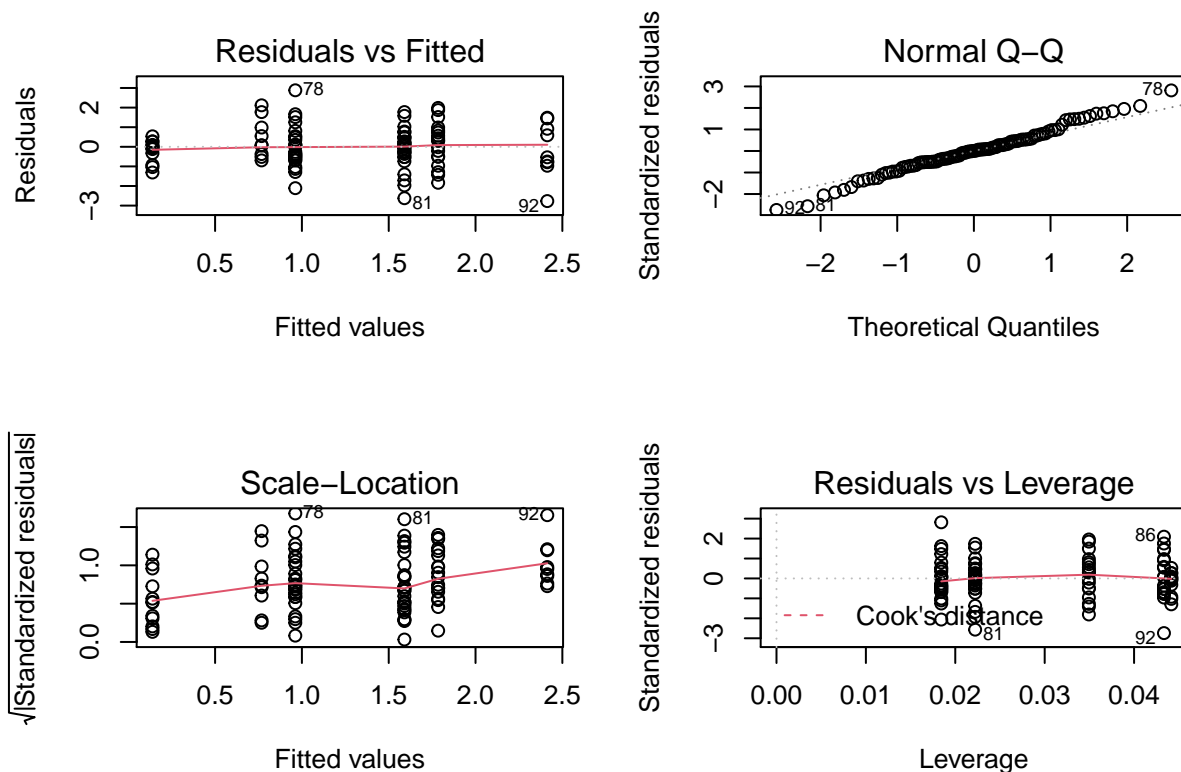 Residuals vs Fitted
Residuals
−3
0
2
78
81
92
0.5 1.0 1.5 2.0 2.5
Fitted values
Normal Q−Q
Standardized residuals
−2
1
3
78
92
81
−2 −1 0 1 2
Theoretical Quantiles
Scale−Location
√|Standardized residuals|
0.0
1.0
78
81
92
0.5 1.0 1.5 2.0 2.5
Fitted values
Residuals vs Leverage
Standardized residuals
−3
0
2
86
Cook's distance
81
92
0.00 0.01 0.02 0.03 0.04
Leverage